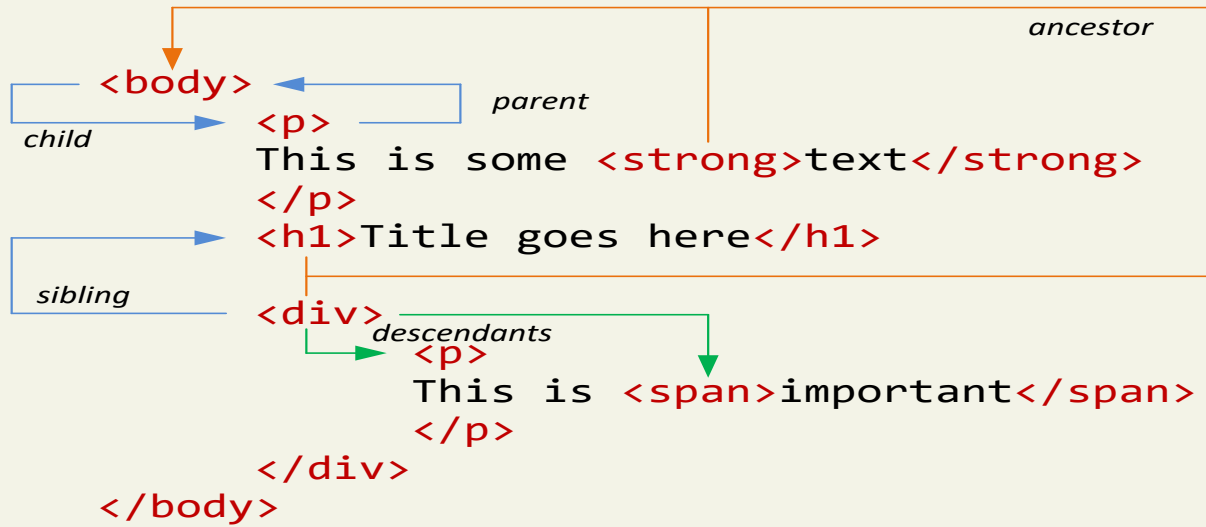 ancestor
<body>
parent
child
<p>
This is some <strong>text</strong>
</p>
<h1>Title goes here</h1>
sibling
<div>
descendants
<p>
This is <span>important</span>
</p>
</div>
</body>